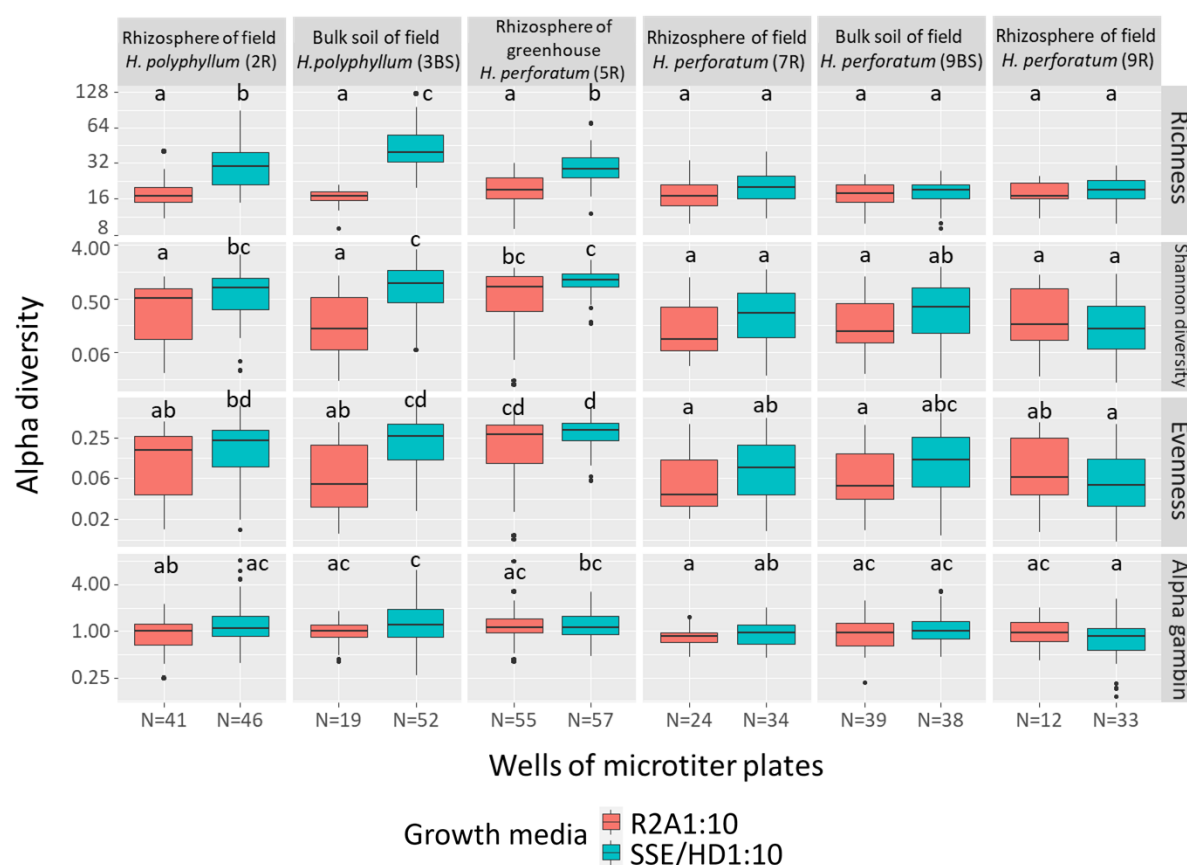 Rhizosphere of field
H. polyphyllum (2R)
Bulk soil of field
H.polyphyllum (3BS)
Rhizosphere of
greenhouse
H. perforatum (5R)
Rhizosphere of field
H. perforatum (7R)
Bulk soil of field
H. perforatum (9BS)
Rhizosphere of field
H. perforatum (9R)
128
64
32
16
8
a b a c a b a a a a a a
Richness
4.00
0.50
0.06
a bc a c bc c a a a ab a a
Shannon diversity
0.25
0.06
0.02
ab bd ab cd cd d a ab a abc ab a
Evenness
4.00
1.00
0.25
ab ac ac c ac bc a ab ac ac ac a
Alpha gambin
Alpha diversity
N=41 N=46 N=19 N=52 N=55 N=57 N=24 N=34 N=39 N=38 N=12 N=33
Wells of microtiter plates
Growth media
R2A1:10
SSE/HD1:10